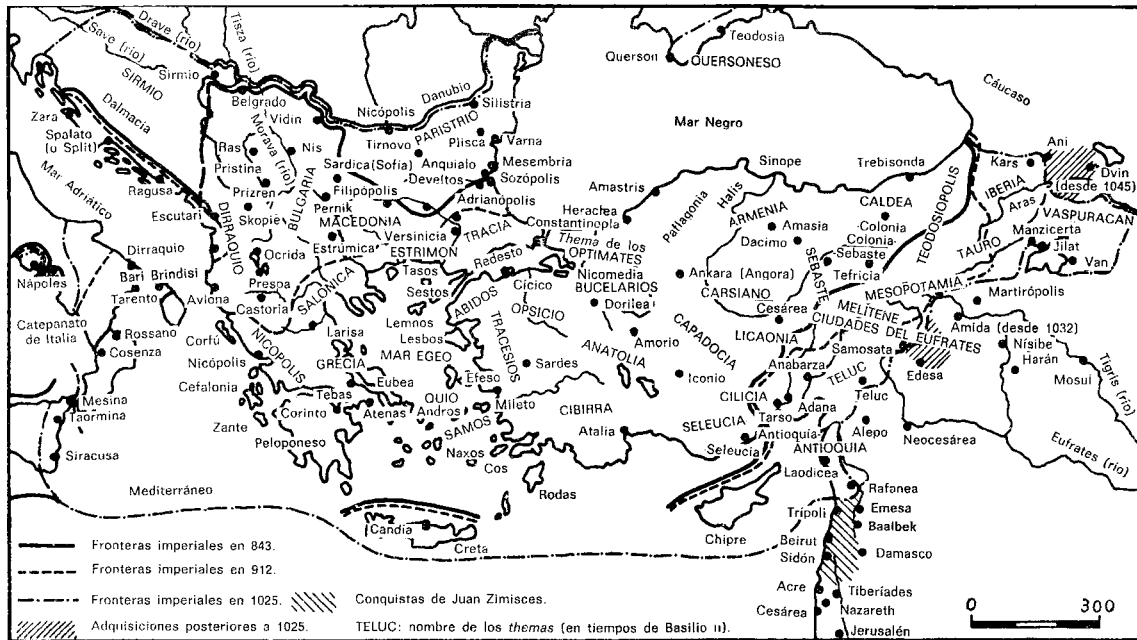 Drave (río)
Save (río)
Tisza (río)
SIRMIO
Sirmio
Dalmacia
Belgrado
Danubio
Silistria
Nicópolis
Vidin
Zara
Morava (río)
PARISTRIO
Spalato
(u Split)
Ras
Nis
Tirnovo
Plisca
Varna
Pristina
Sardica(Sofía)
Anquialo
Mesembria
Mar Adriático
Ragusa
Prizren
BULGARIA
Filipópolis
Develtos
Sozópolis
Escutari
DIRRAQUIO
Skopie
Pernik
Adrianópolis
MACEDONIA
Constantinopla
Versinicia
TRACIA
Dirraquio
Ocrida
Estrúmica
ESTRIMON
Bari
Brindisi
Prespa
SALONICA
Tasos
Redesto
Nápoles
Tarento
Avlona
Castoria
Sestos
Cícico
Catepanato
de Italia
Rossano
Corfú
Larisa
Lemnos
ABIDOS
OPSICIO
Cosenza
Nicópolis
NICOPOLIS
Lesbos
MAR EGEO
TRACESIOS
GRECIA
Sardes
Cefalonia
Eubea
Efeso
Mesina
Tebas
QUIO
Taormina
Corinto
Atenas
Andros
Mileto
Zante
Peloponeso
SAMOS
Siracusa
Naxos
Cos
Rodas
Mediterráneo
Candia
Creta
Teodosia
Querson
QUERSONESO
Mar Negro
Cáucaso
Sinope
Trebisonda
Amastris
Heraclea
Paflagonia
Halis
Thema de los
OPTIMATES
Nicomedia
BUCELARIOS
Dorilea
Ankara (Angora)
ARMENIA
Amasia
Dacimo
CALDEA
Colonia
Colonia
Sebaste
SEBASTE
Tefricia
CARSIANO
Cesárea
Amorio
ANATOLIA
CAPADOCIA
LICAONIA
Iconio
CIBIRRA
Atalia
SELEUCIA
Seleucia
CILICIA
Tarso
Adana
Anabarza
TEODOSIOPOLIS
Ani
Kars
IBERIA
Dvin
(desde 1045)
Aras
VASPURACAN
TAURO
Manzicerta
Jilat
Van
MESOPOTAMIA
MELITENE
Martirópolis
CIUDADES DEL EUFRATES
Amida (desde 1032)
Samosata
Nísibe
Harán
Edesa
Mosul
Tigris (río)
TELUC
Teluc
Antioquía
ANTIOQUIA
Alepo
Neocesárea
Eufrates (río)
Laodicea
Rafanea
Chipre
Trípoli
Emesa
Baalbek
Beirut
Sidón
Damasco
Acre
Tiberíades
Cesárea
Nazareth
Jerusalén
Fronteras imperiales en 843.
Fronteras imperiales en 912.
Fronteras imperiales en 1025.
Conquistas de Juan Zimisces.
Adquisiciones posteriores a 1025.
TELUC: nombre de los themas (en tiempos de Basilio II).
0 300